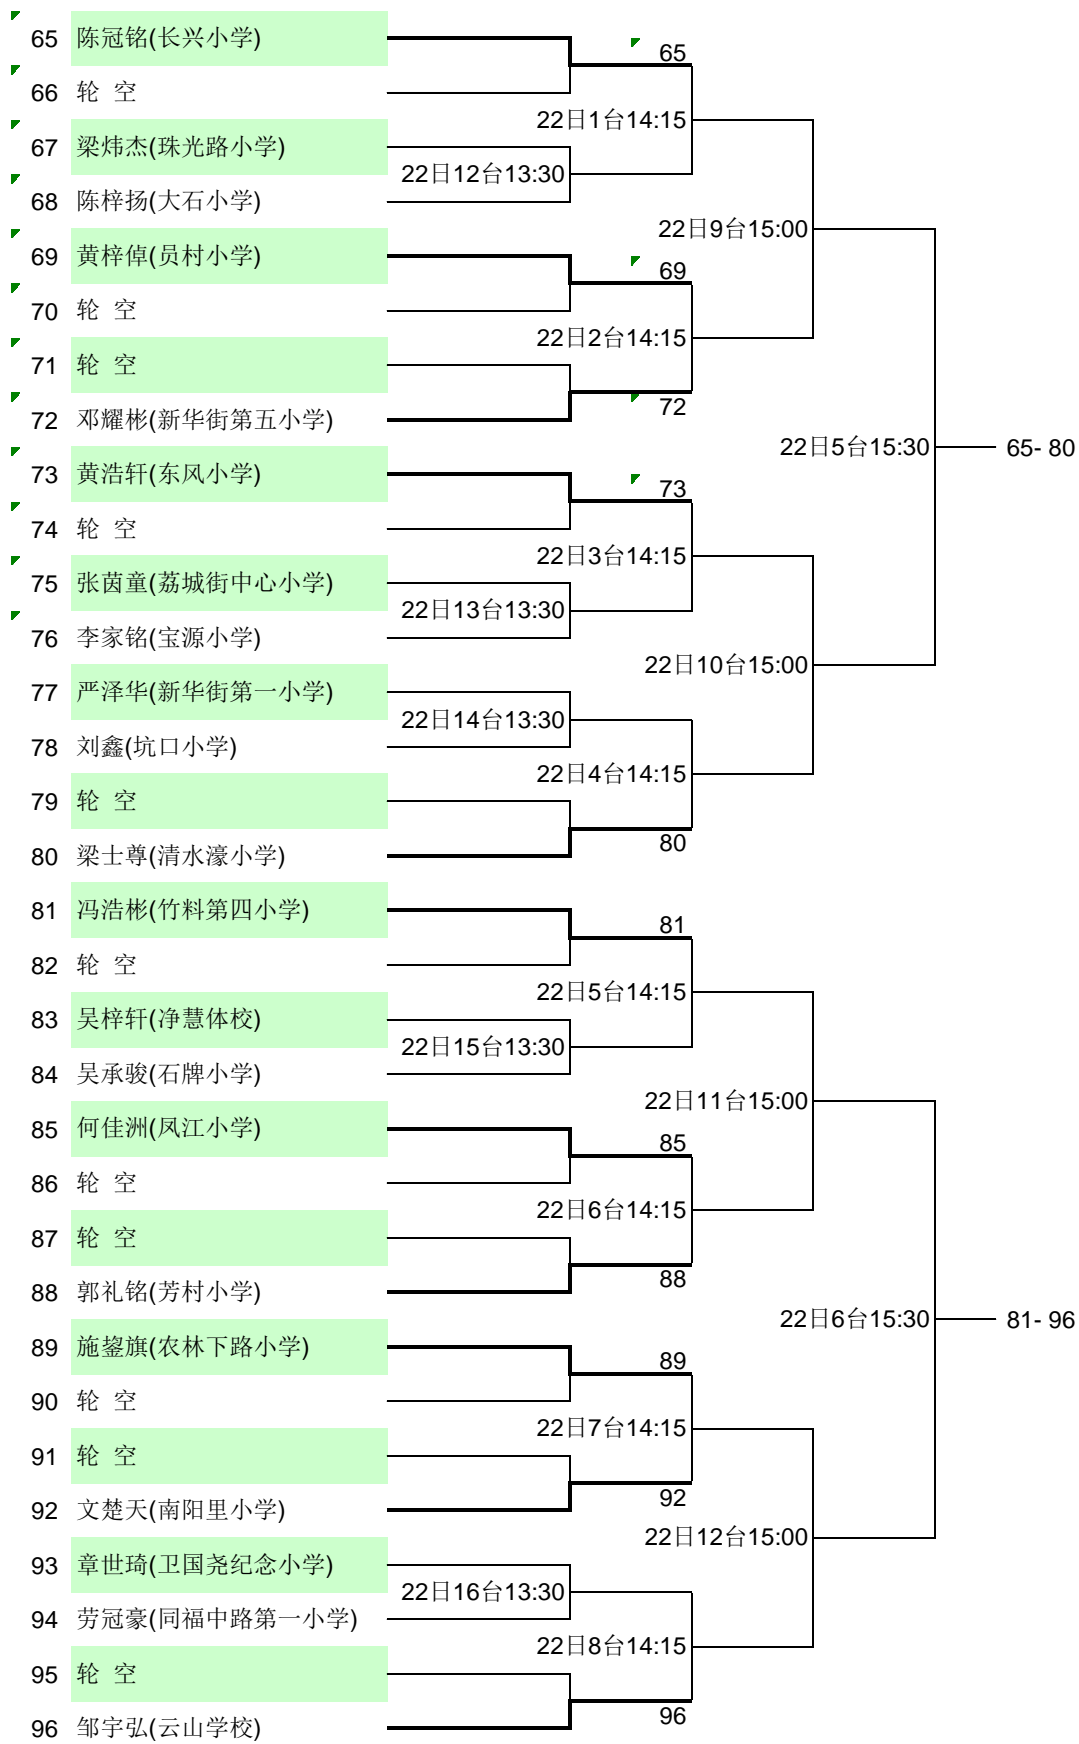 65 陈冠铭(长兴小学)
65
66 轮 空
22日1台14:15
67 梁炜杰(珠光路小学)
22日12台13:30
68 陈梓扬(大石小学)
22日9台15:00
69 黄梓倬(员村小学)
69
70 轮 空
22日2台14:15
71 轮 空
72
72 邓耀彬(新华街第五小学)
22日5台15:30 65- 80
73 黄浩轩(东风小学)
73
74 轮 空
22日3台14:15
75 张茵童(荔城街中心小学)
22日13台13:30
76 李家铭(宝源小学)
22日10台15:00
77 严泽华(新华街第一小学)
22日14台13:30
78 刘鑫(坑口小学)
22日4台14:15
79 轮 空
80
80 梁士尊(清水濠小学)
81 冯浩彬(竹料第四小学)
81
82 轮 空
22日5台14:15
83 吴梓轩(净慧体校)
22日15台13:30
84 吴承骏(石牌小学)
22日11台15:00
85 何佳洲(凤江小学)
85
86 轮 空
22日6台14:15
87 轮 空
88
88 郭礼铭(芳村小学)
22日6台15:30 81- 96
89 施鋆旗(农林下路小学)
89
90 轮 空
22日7台14:15
91 轮 空
92
92 文楚天(南阳里小学)
22日12台15:00
93 章世琦(卫国尧纪念小学)
22日16台13:30
94 劳冠豪(同福中路第一小学)
22日8台14:15
95 轮 空
96
96 邹宇弘(云山学校)